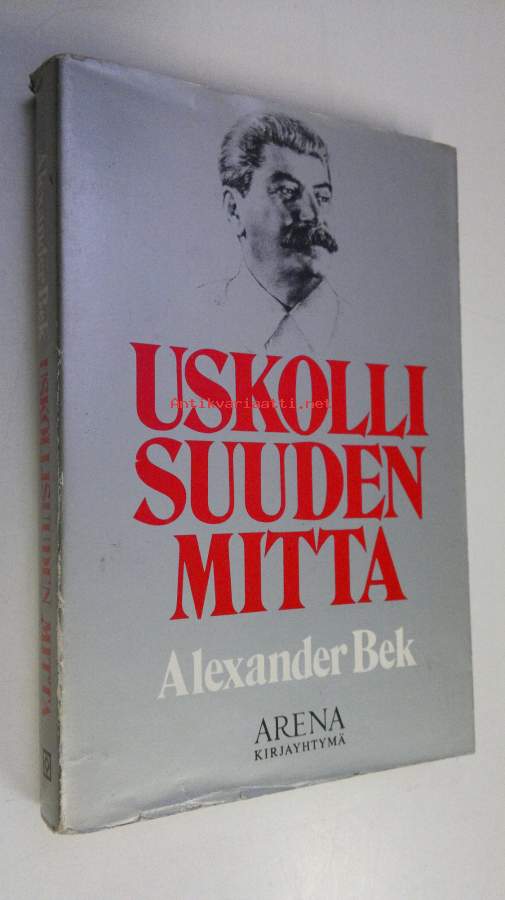 USKOLLI
SUUDEN
MITTA
Alexander Bek
ARENA
KIRJAYHTYMÄ
Alexander Bek USKOLLISUUDEN MITTA
Antikvariaatti.net